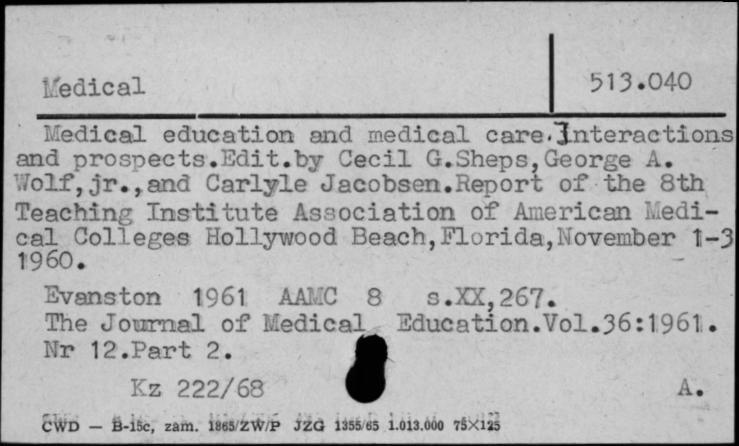 Medical 513.040
Medical education and medical care.Interactions
and prospects.Edit.by Cecil G.Sheps,George A.
Wolf,jr.,and Carlyle Jacobsen.Report of the 8th
Teaching Institute Association of American Medi-
cal Colleges Hollywood Beach,Florida,November 1-3
1960.
Evanston 1961 AAMC 8 s.XX,267.
The Journal of Medical Education.Vol.36:1961.
Nr 12.Part 2.
Kz 222/68 A.
CWD — B-15c, zam. 1865/ZW/P JZG 1355/65 1.013.000 75×125